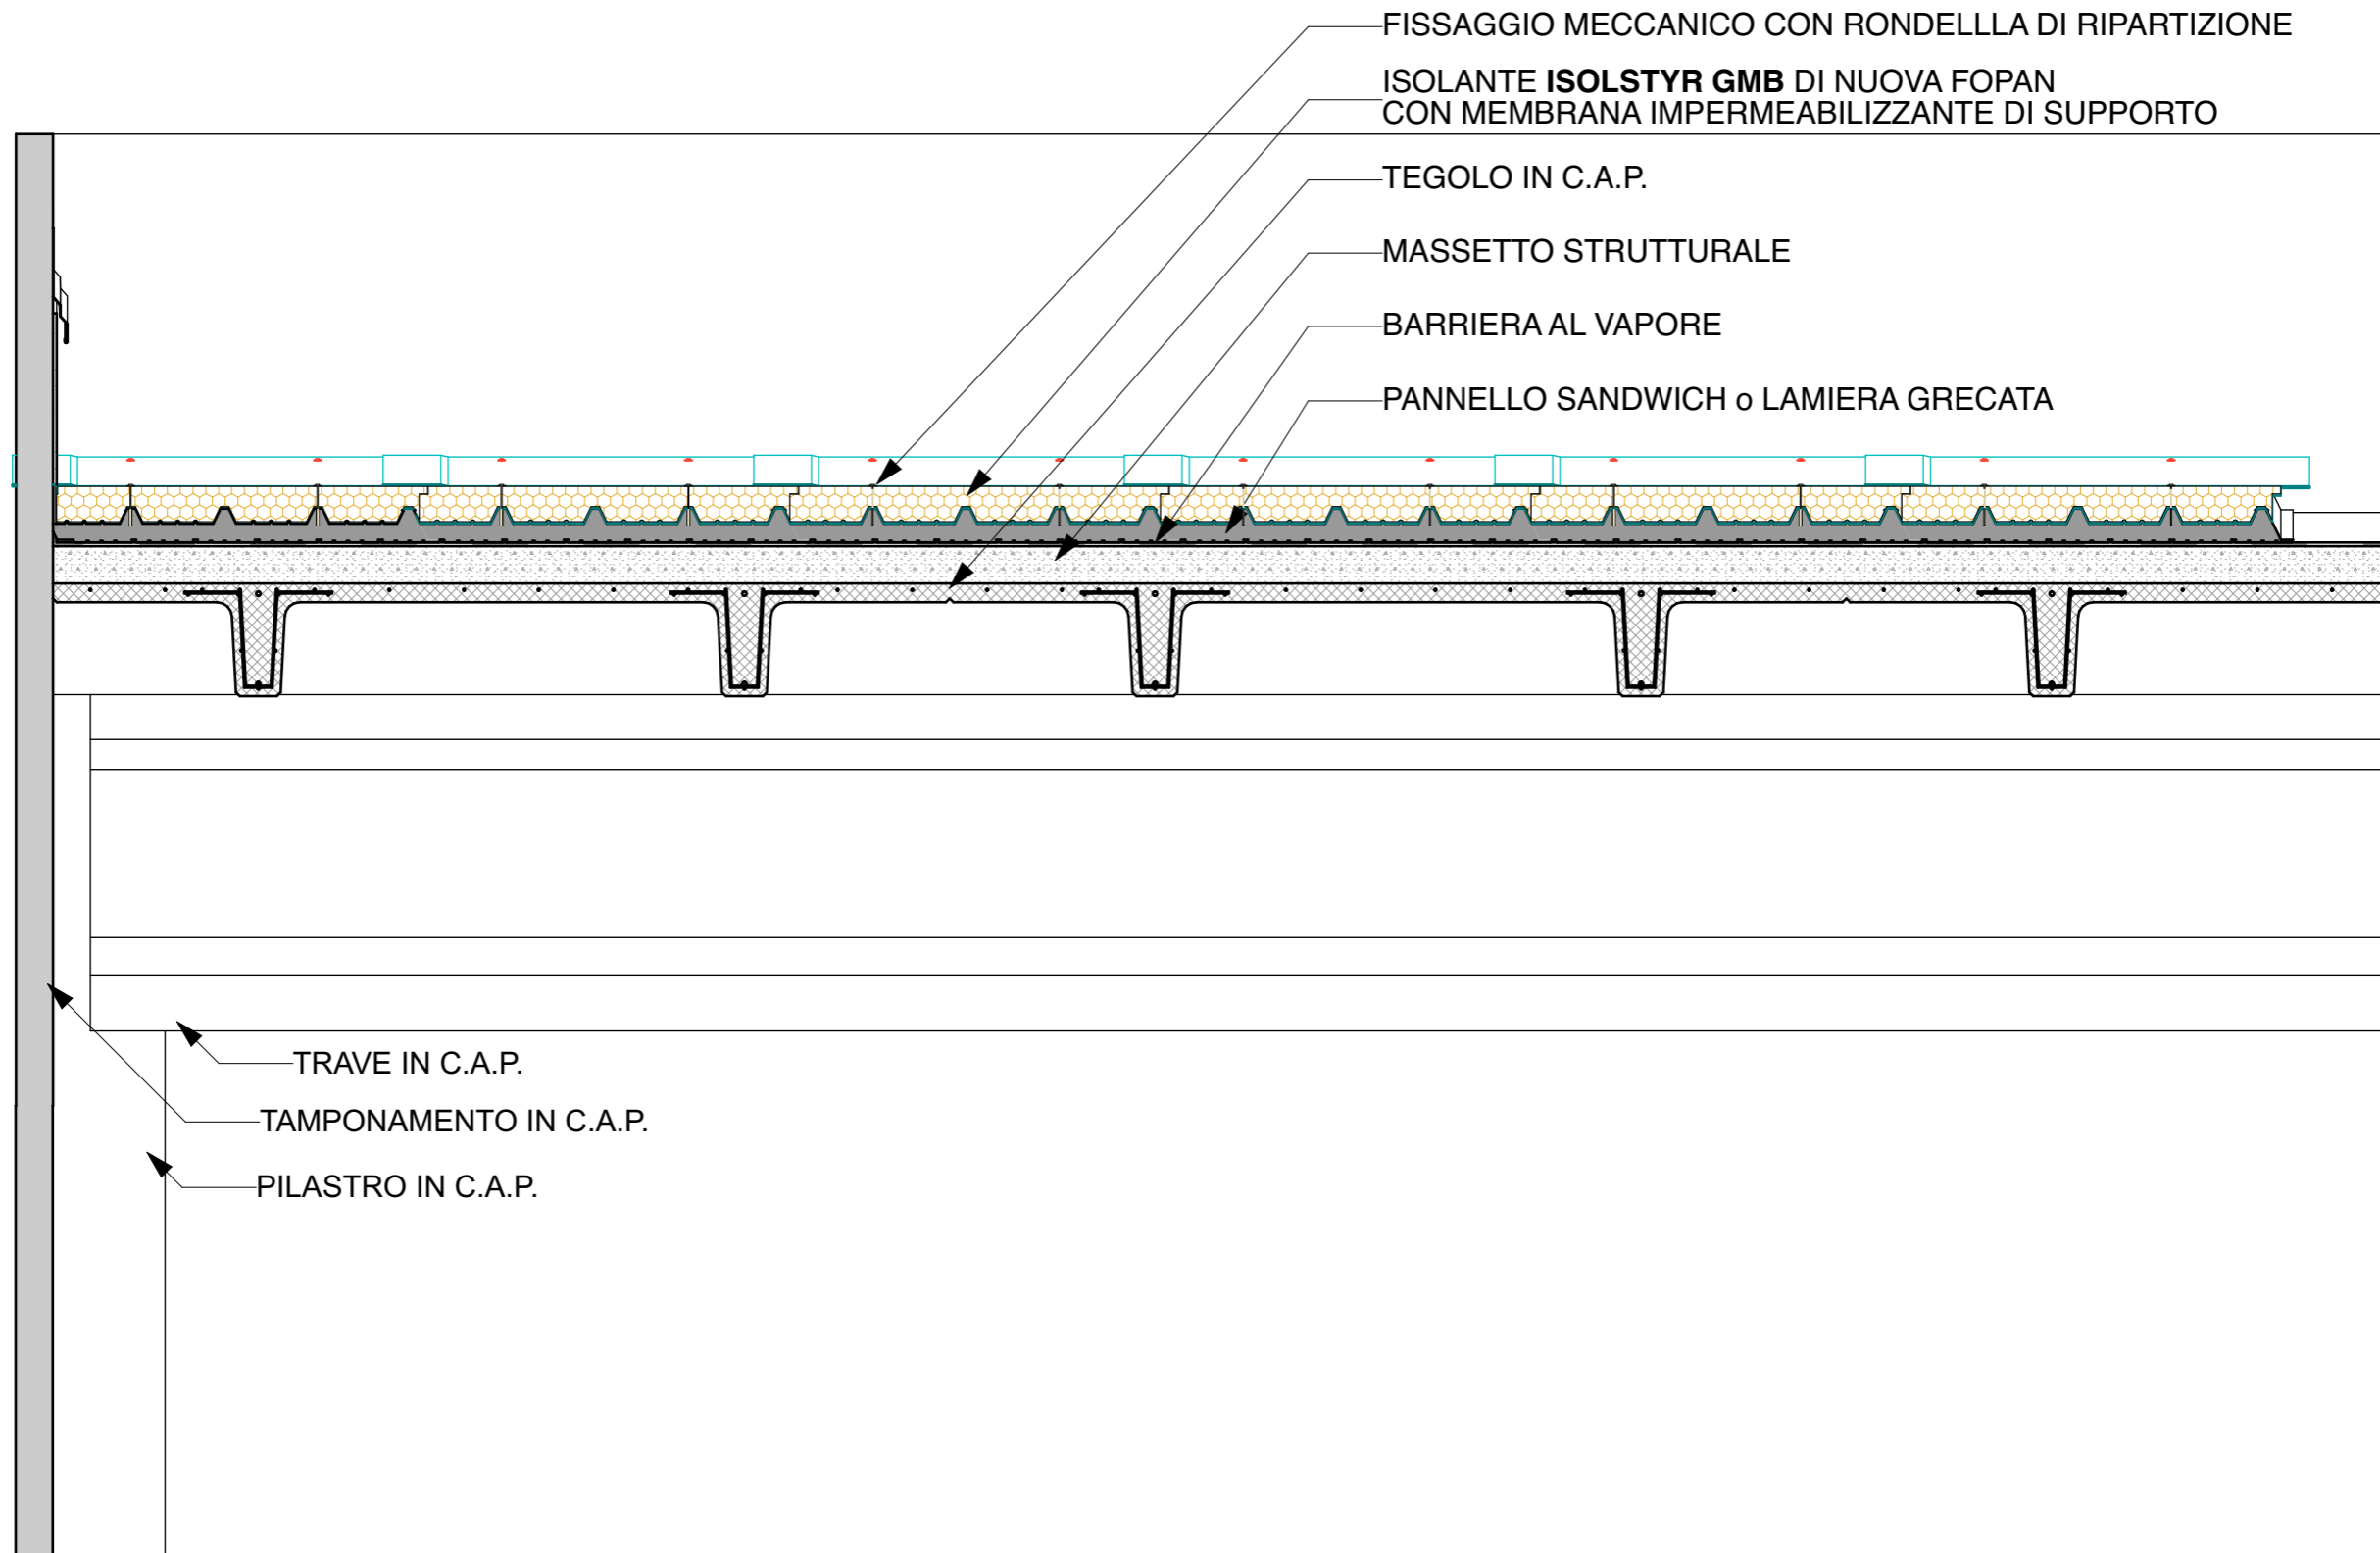 FISSAGGIO MECCANICO CON RONDELLLA DI RIPARTIZIONE
ISOLANTE ISOLSTYR GMB DI NUOVA FOPAN
CON MEMBRANA IMPERMEABILIZZANTE DI SUPPORTO
TEGOLO IN C.A.P.
MASSETTO STRUTTURALE
BARRIERA AL VAPORE
PANNELLO SANDWICH o LAMIERA GRECATA
TRAVE IN C.A.P.
TAMPONAMENTO IN C.A.P.
PILASTRO IN C.A.P.